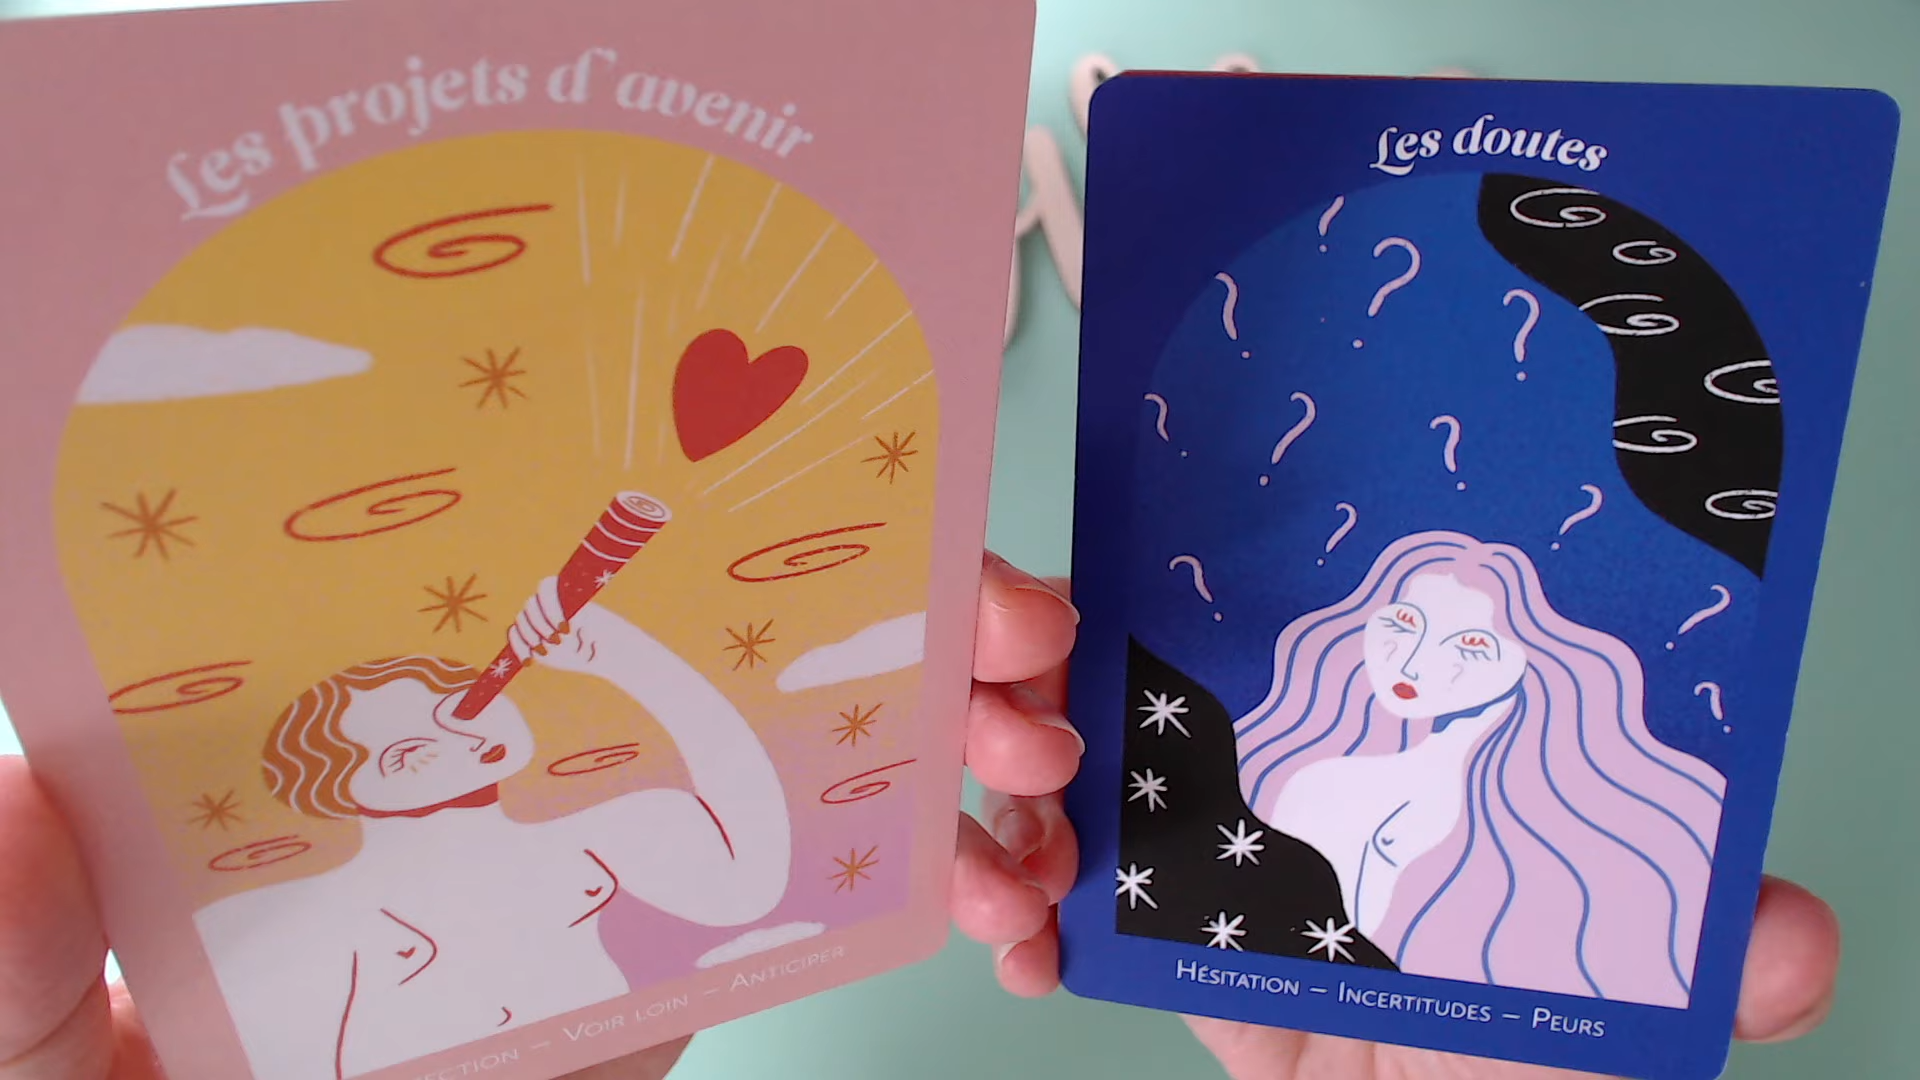 Les projets d'avenir
Voir loin – Anticiper
Les doutes
Hésitation – Incertitudes – Peurs